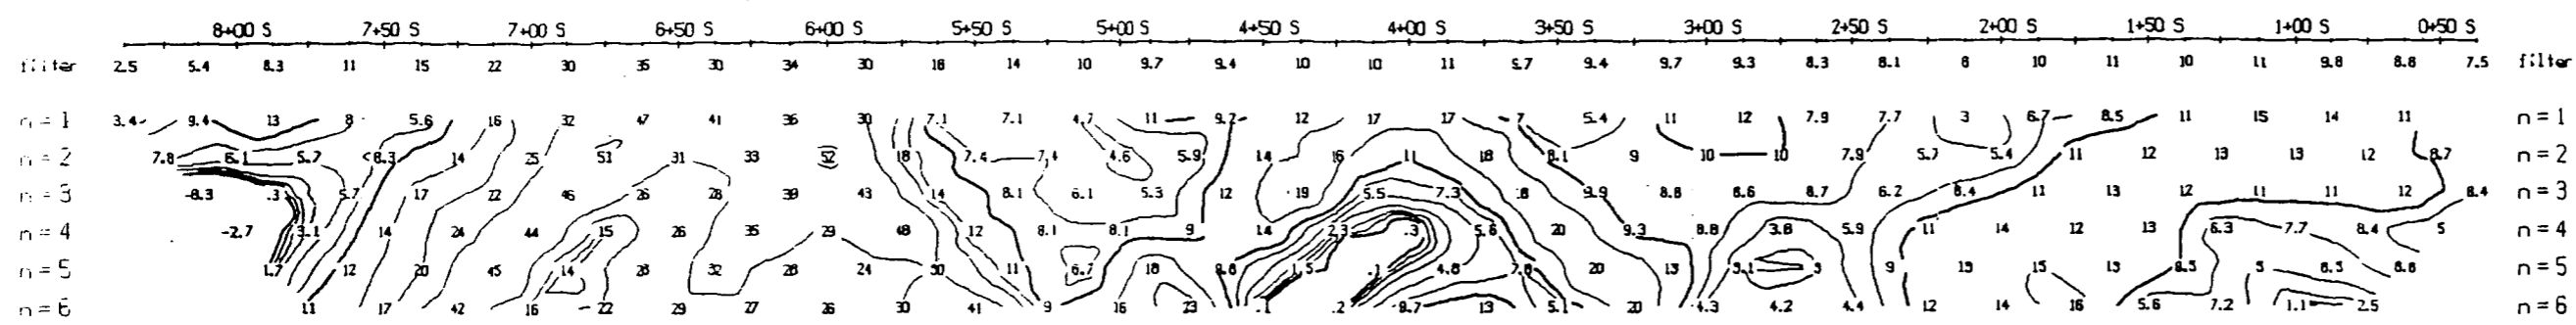 8+00 S 7+50 S 7+00 S 6+50 S 6+00 S 5+50 S 5+00 S 4+50 S 4+00 S 3+50 S 3+00 S 2+50 S 2+00 S 1+50 S 1+00 S 0+50 S
filter 2.5 5.4 8.3 11 15 22 30 35 30 34 30 18 14 10 9.7 9.4 10 10 11 9.7 9.4 9.7 9.3 8.3 8.1 8 10 11 10 11 9.8 8.8 7.5 filter
n = 1 3.4 9.4 13 8 5.6 16 32 47 41 36 30 7.1 7.1 4.7 11 9.2 12 17 17 7 5.4 11 12 7.9 7.7 3 6.7 8.5 11 15 14 11 n = 1
n = 2 7.8 6.1 5.7 8.3 14 25 51 31 33 52 18 7.4 7.4 4.6 5.9 14 16 11 18 8.1 9 10 10 7.9 5.7 5.4 11 12 13 13 12 8.7 n = 2
n = 3 -8.3 .3 5.7 17 22 46 26 28 39 43 14 8.1 6.1 5.3 12 19 5.5 7.3 18 9.9 8.8 8.6 8.7 6.2 8.4 11 13 12 11 11 12 8.4 n = 3
n = 4 -2.7 3.1 14 24 44 15 26 35 29 48 12 8.1 8.1 9 14 2.3 .3 5.6 20 9.3 8.8 3.8 5.9 11 14 12 13 6.3 7.7 8.4 5 n = 4
n = 5 1.7 12 20 45 14 28 32 28 24 30 11 6.7 18 8.8 1.5 .1 4.8 7.8 20 13 3.1 3 9 13 15 13 8.5 5 8.5 8.8 n = 5
n = 6 11 17 42 16 22 29 27 26 30 41 9 16 23 .1 .2 9.7 13 5.1 20 4.3 4.2 4.4 12 14 16 5.6 7.2 1.1 2.5 n = 6